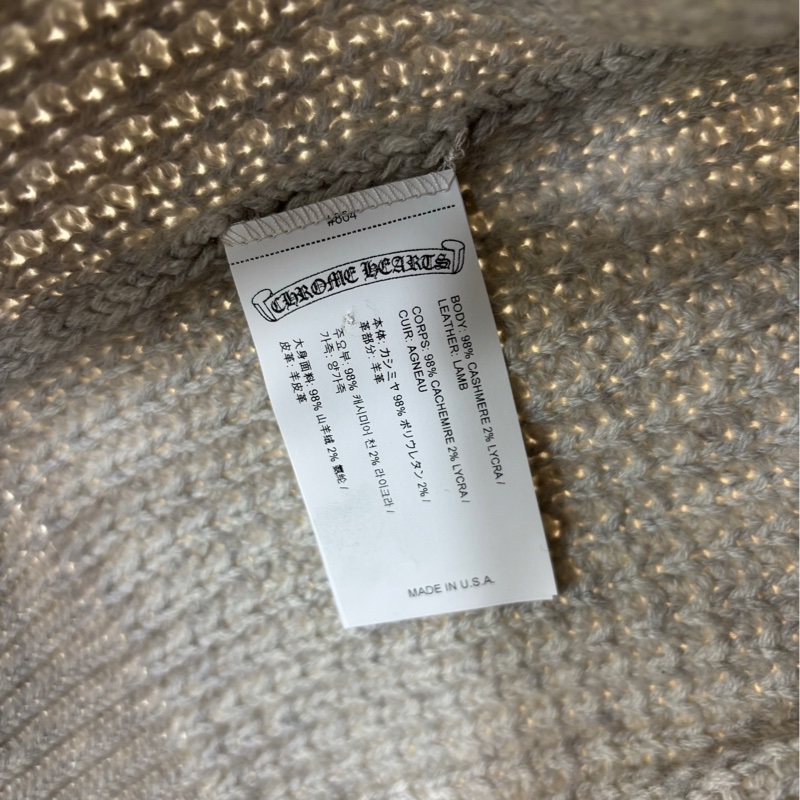 #664
CHROME HEARTS
BODY: 98% CASHMERE 2% LYCRA /
LEATHER: LAMB
CORPS: 98% CACHEMIRE 2% LYCRA /
CUIR: AGNEAU
本体: カシミヤ 98% ポリウレタン 2% /
革部分: 羊革
주요부: 98% 캐시미어 천 2% 라이크라 /
가죽: 양가죽
大身面料: 98% 山羊绒 2% 氨纶 /
皮革: 羊皮革
MADE IN U.S.A.